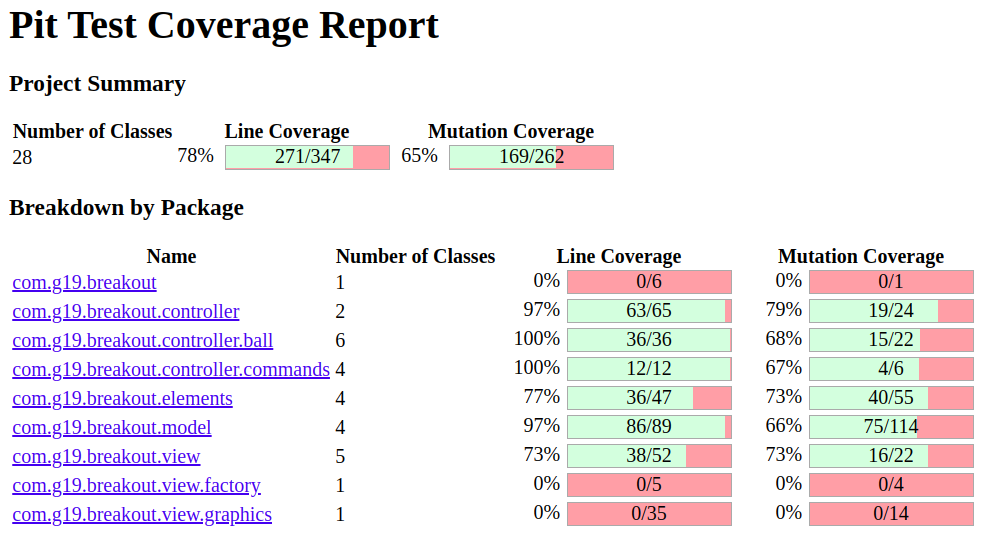 Pit Test Coverage Report
Project Summary
Number of Classes Line Coverage Mutation Coverage
28 78% 271/347 65% 169/262
Breakdown by Package
Name Number of Classes Line Coverage Mutation Coverage
com.g19.breakout 1 0% 0/6 0% 0/1
com.g19.breakout.controller 2 97% 63/65 79% 19/24
com.g19.breakout.controller.ball 6 100% 36/36 68% 15/22
com.g19.breakout.controller.commands 4 100% 12/12 67% 4/6
com.g19.breakout.elements 4 77% 36/47 73% 40/55
com.g19.breakout.model 4 97% 86/89 66% 75/114
com.g19.breakout.view 5 73% 38/52 73% 16/22
com.g19.breakout.view.factory 1 0% 0/5 0% 0/4
com.g19.breakout.view.graphics 1 0% 0/35 0% 0/14